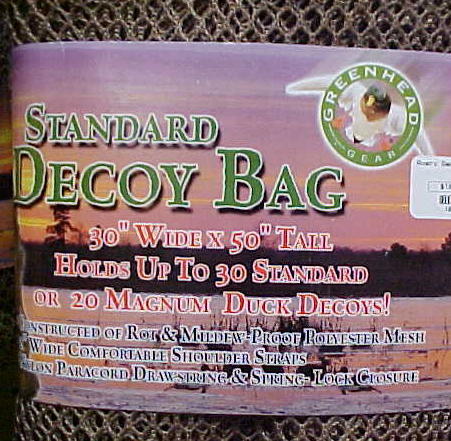 GREENHEAD
GEAR
STANDARD
DECOY BAG
30" WIDE X 50" TALL
HOLDS UP TO 30 STANDARD
OR 20 MAGNUM DUCK DECOYS!
CONSTRUCTED OF ROT & MILDEW-PROOF POLYESTER MESH
WIDE COMFORTABLE SHOULDER STRAPS
PARACORD DRAWSTRING & SPRING-LOCK CLOSURE